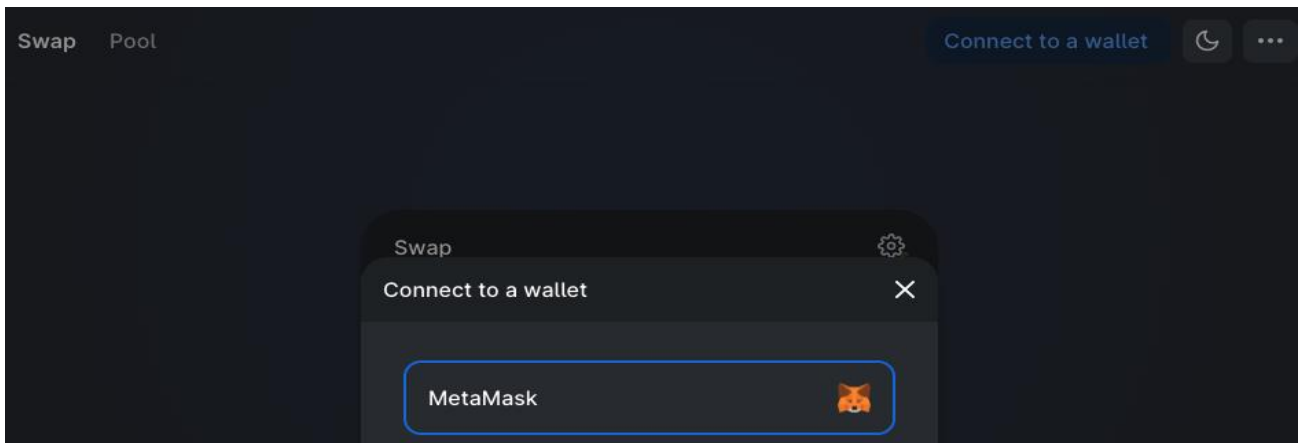 Swap Pool Connect to a wallet
Swap
Connect to a wallet
MetaMask